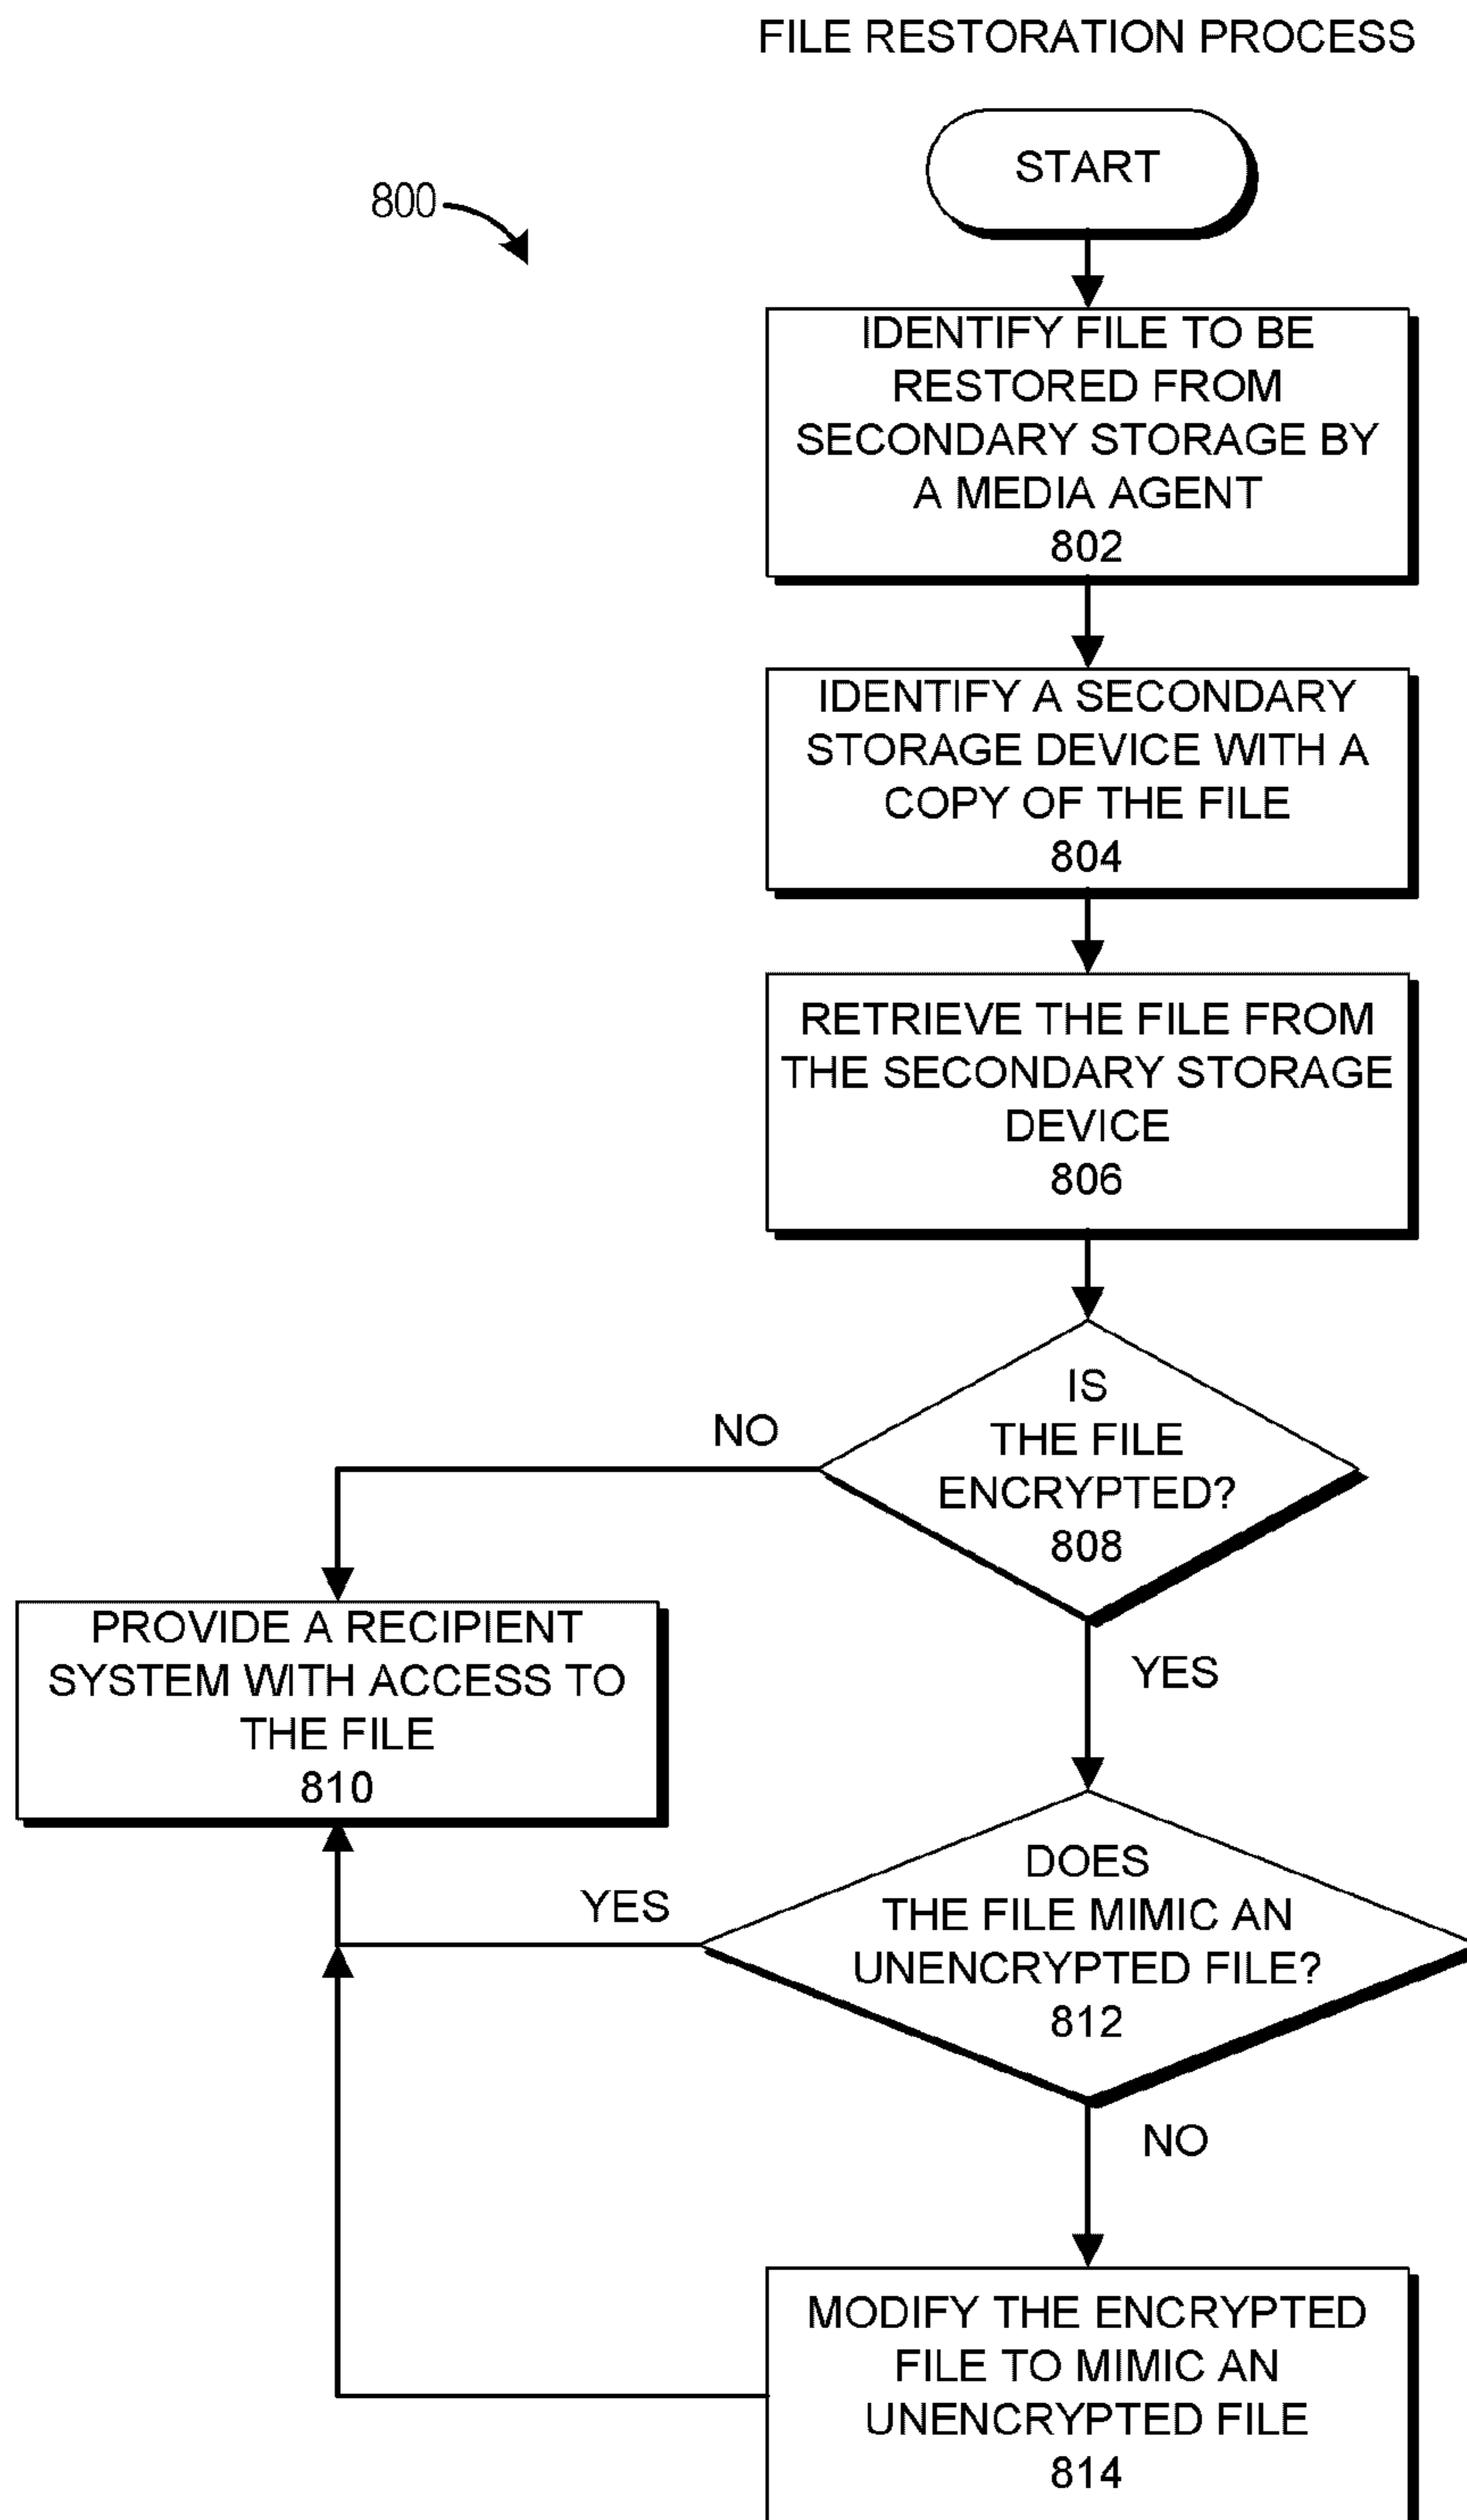 FILE RESTORATION PROCESS
START
800
IDENTIFY FILE TO BE
RESTORED FROM
SECONDARY STORAGE BY
A MEDIA AGENT
802
IDENTIFY A SECONDARY
STORAGE DEVICE WITH A
COPY OF THE FILE
804
RETRIEVE THE FILE FROM
THE SECONDARY STORAGE
DEVICE
806
IS
THE FILE
ENCRYPTED?
808
NO
YES
PROVIDE A RECIPIENT
SYSTEM WITH ACCESS TO
THE FILE
810
DOES
THE FILE MIMIC AN
UNENCRYPTED FILE?
812
YES
NO
MODIFY THE ENCRYPTED
FILE TO MIMIC AN
UNENCRYPTED FILE
814